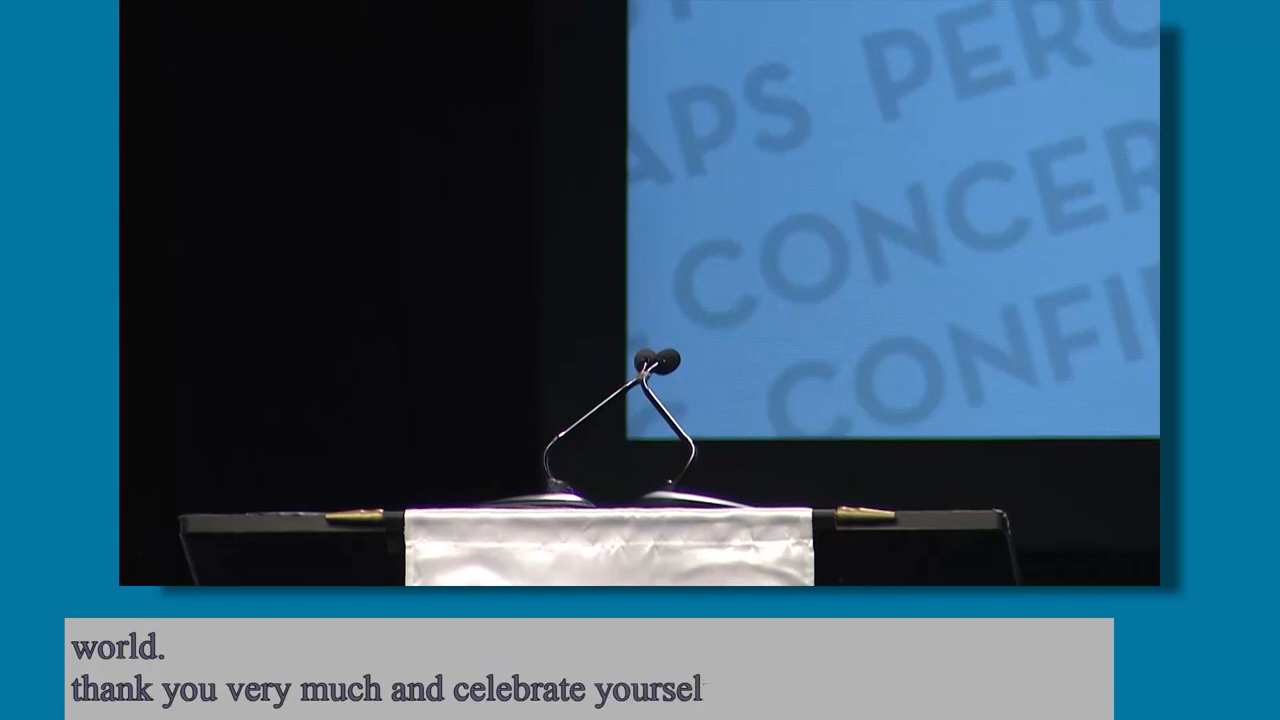 APS PERC
CONCER
CONFI
world.
thank you very much and celebrate yoursel